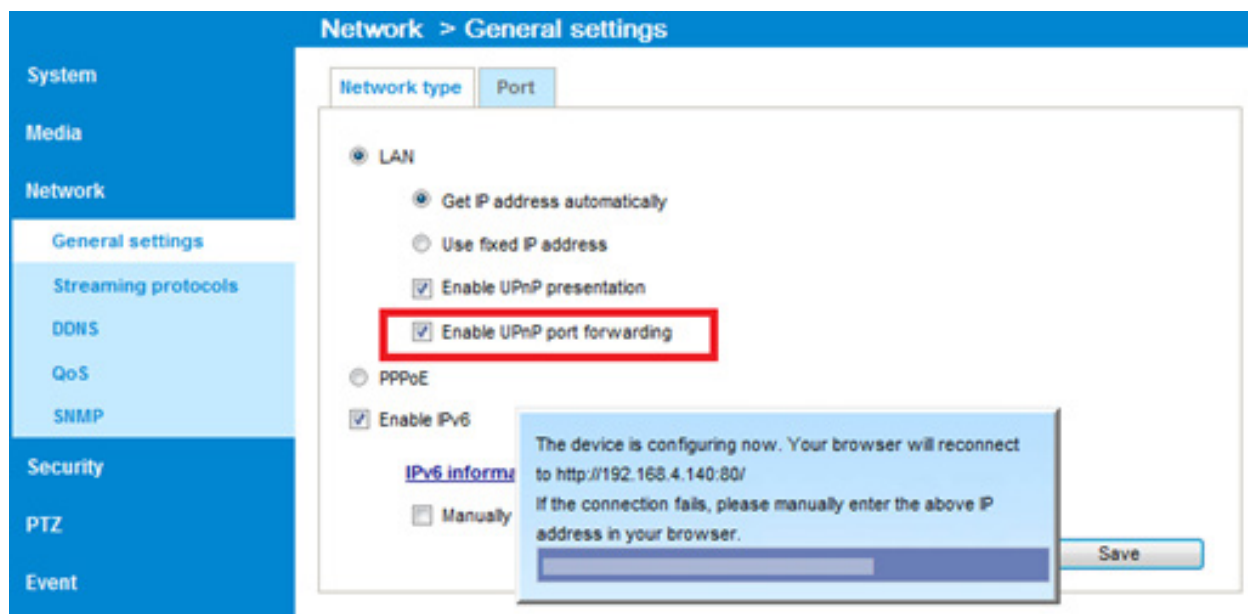 Network > General settings
System
Media
Network
General settings
Streaming protocols
DDNS
QoS
SNMP
Security
PTZ
Event
Network type
Port
LAN
Get IP address automatically
Use fixed IP address
Enable UPnP presentation
Enable UPnP port forwarding
PPPoE
Enable IPv6
IPv6 informa
Manually
The device is configuring now. Your browser will reconnect
to http://192.168.4.140:80/
If the connection fails, please manually enter the above IP
address in your browser.
Save